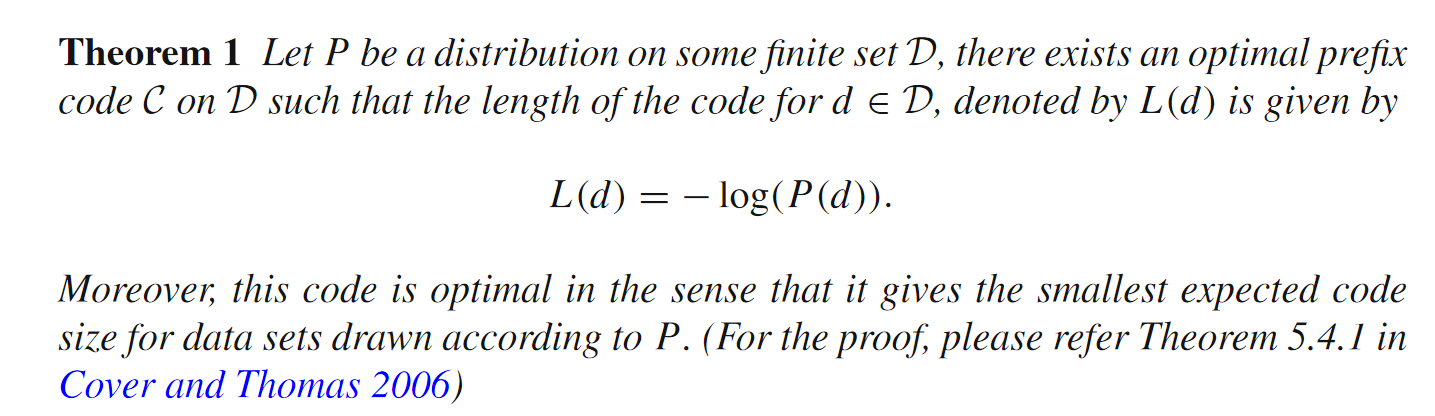 Theorem 1 Let P be a distribution on some finite set 𝒟, there exists an optimal prefix
code 𝒞 on 𝒟 such that the length of the code for d ∈ 𝒟, denoted by L(d) is given by
L(d) = − log(P(d)).
Moreover, this code is optimal in the sense that it gives the smallest expected code
size for data sets drawn according to P. (For the proof, please refer Theorem 5.4.1 in
Cover and Thomas 2006)